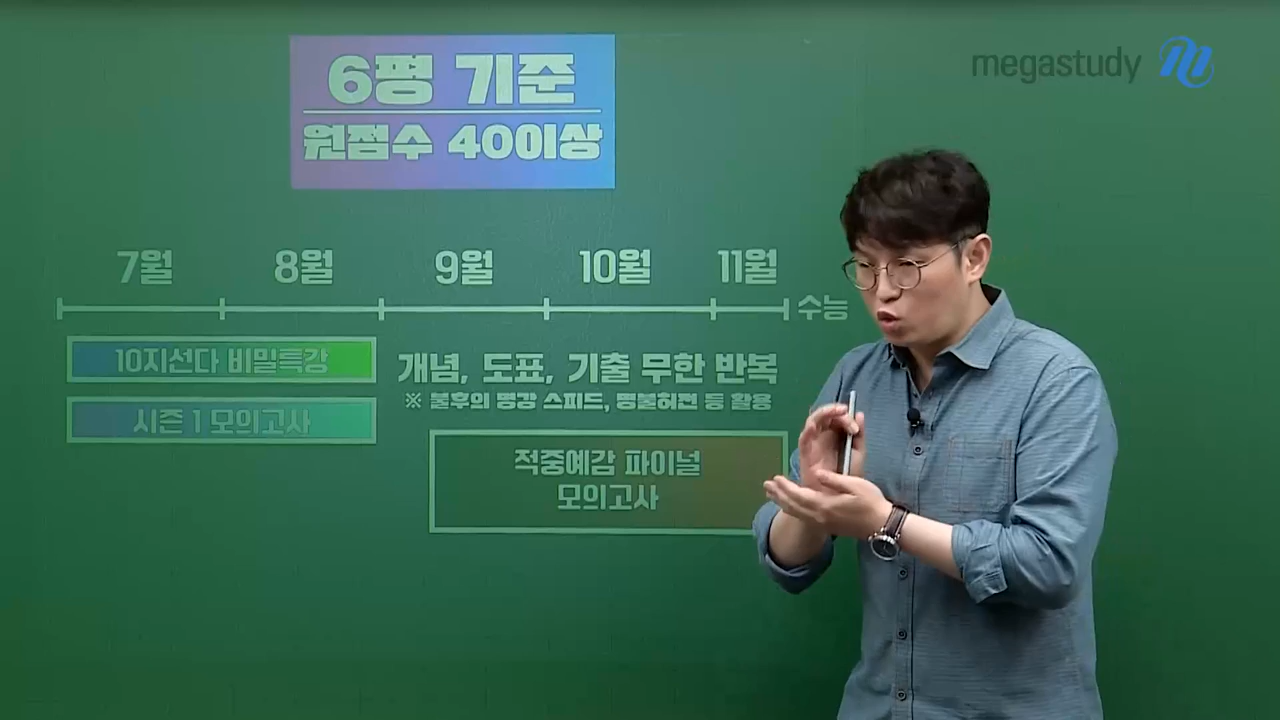 megastudy
6평 기준
원점수 40이상
7월 8월 9월 10월 11월
수능
10지선다 비밀특강
시즌 1 모의고사
개념, 도표, 기출 무한 반복
※ 불후의 명강 스피드, 명불허전 등 활용
적중예감 파이널
모의고사